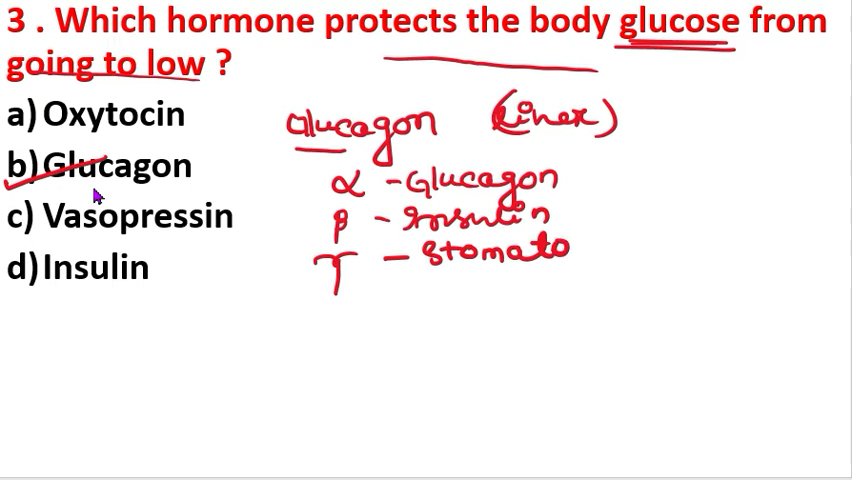 3 . Which hormone protects the body glucose from
going to low ?
a) Oxytocin
b) Glucagon
c) Vasopressin
d) Insulin
Glucagon
α - Glucagon
β - Insulin
γ - Stomato